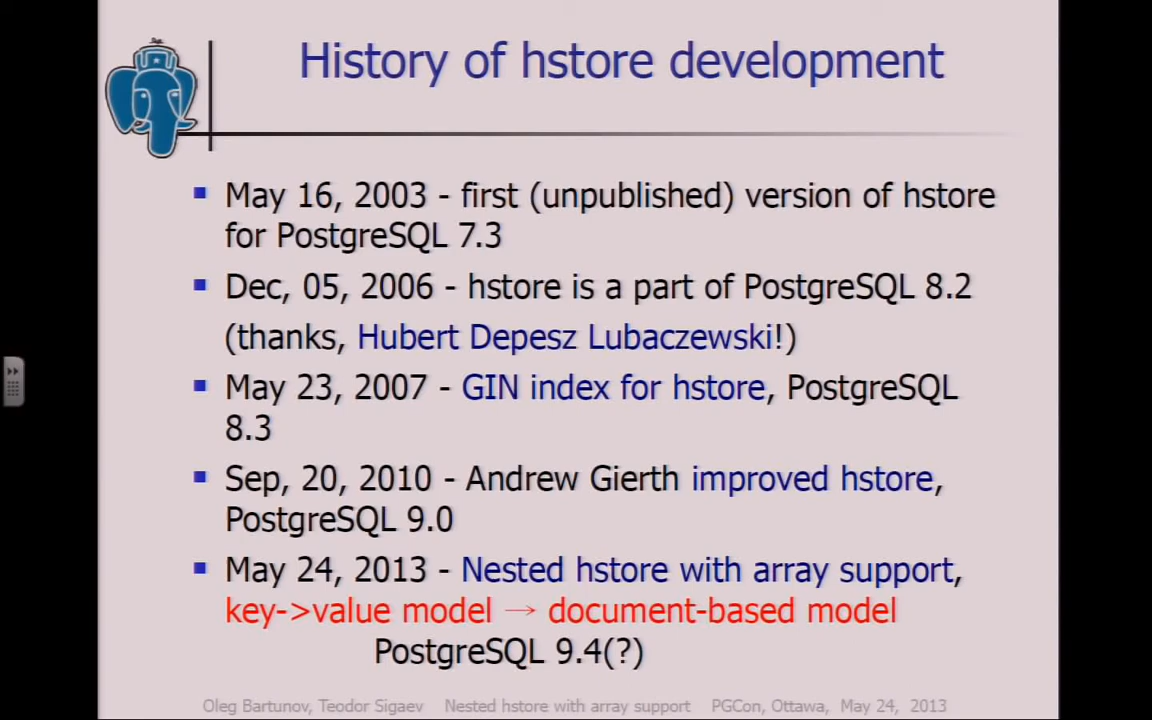 History of hstore development
May 16, 2003 - first (unpublished) version of hstore
for PostgreSQL 7.3
Dec, 05, 2006 - hstore is a part of PostgreSQL 8.2
(thanks, Hubert Depesz Lubaczewski!)
May 23, 2007 - GIN index for hstore, PostgreSQL
8.3
Sep, 20, 2010 - Andrew Gierth improved hstore,
PostgreSQL 9.0
May 24, 2013 - Nested hstore with array support,
key->value model → document-based model
PostgreSQL 9.4(?)
Oleg Bartunov, Teodor Sigaev Nested hstore with array support PGCon, Ottawa, May 24, 2013